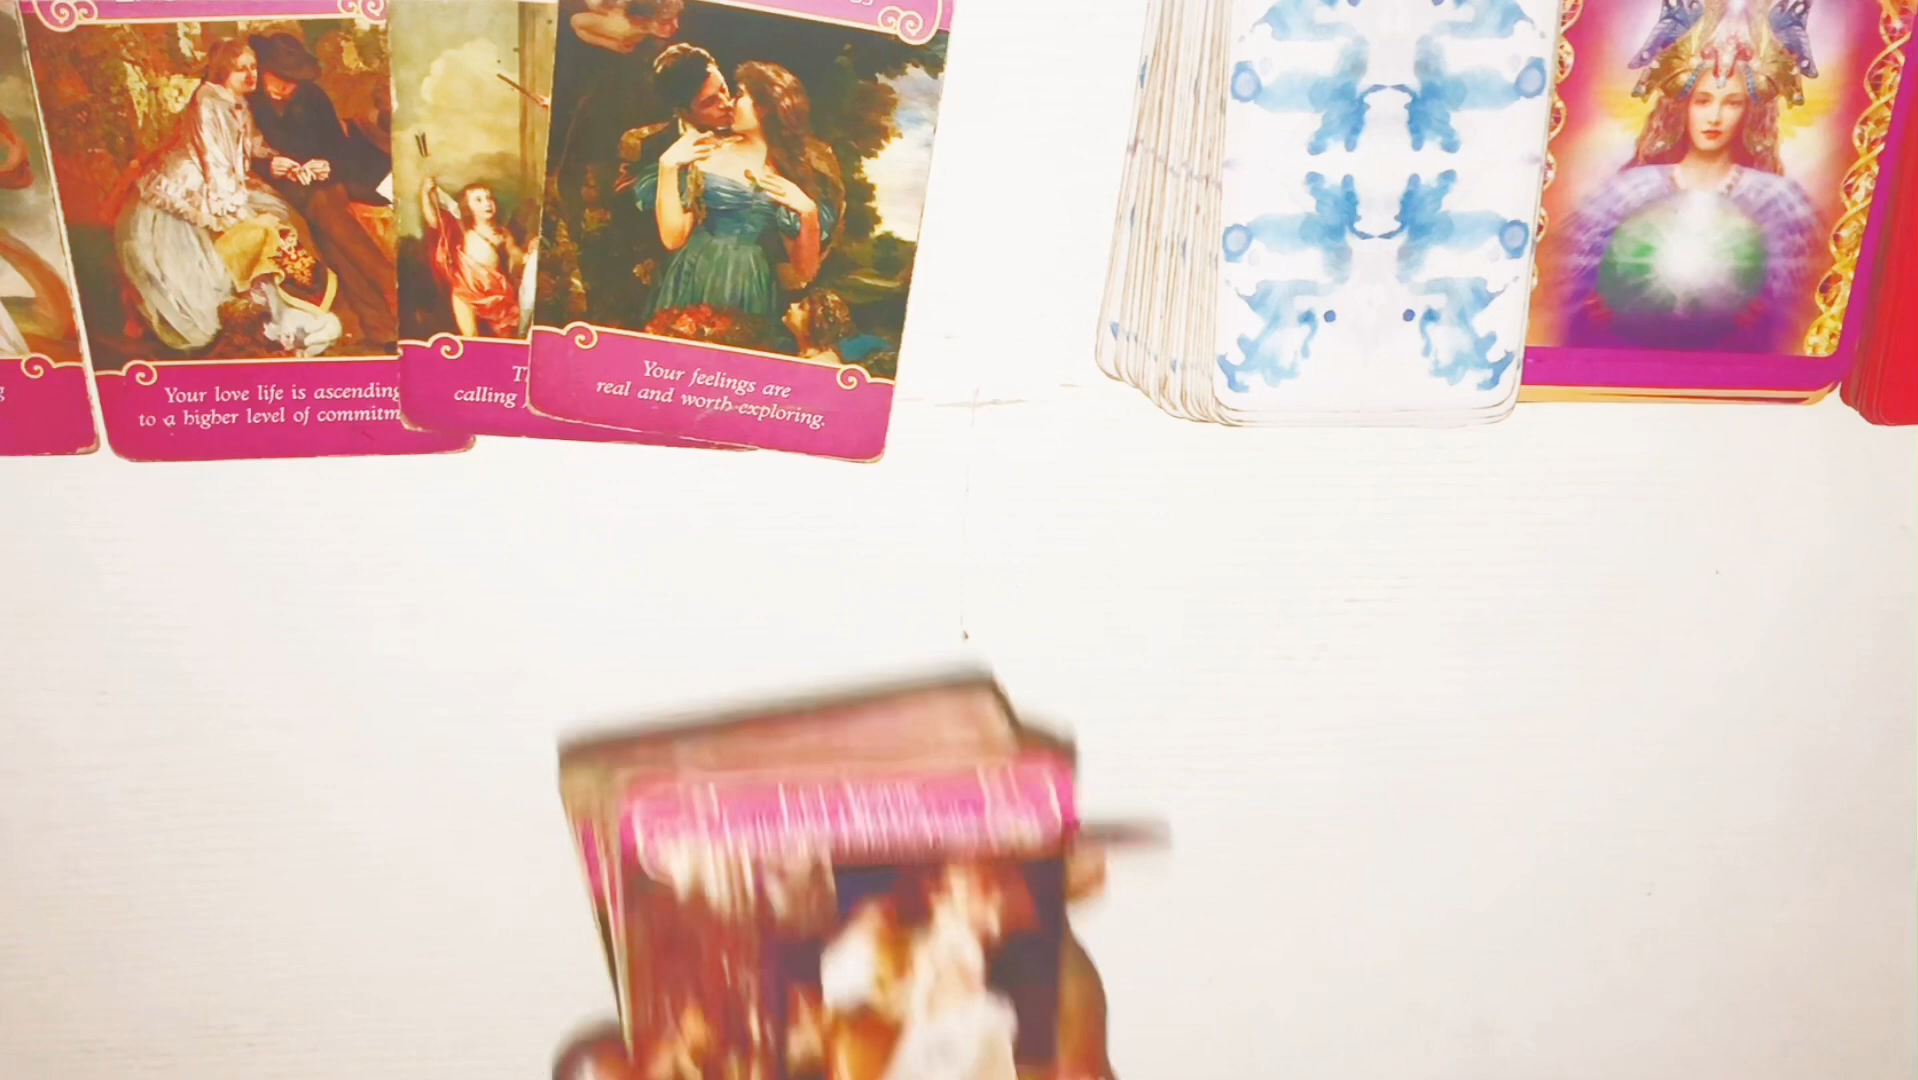 Your love life is ascending
to a higher level of commitm
calling
Your feelings are
real and worth exploring.